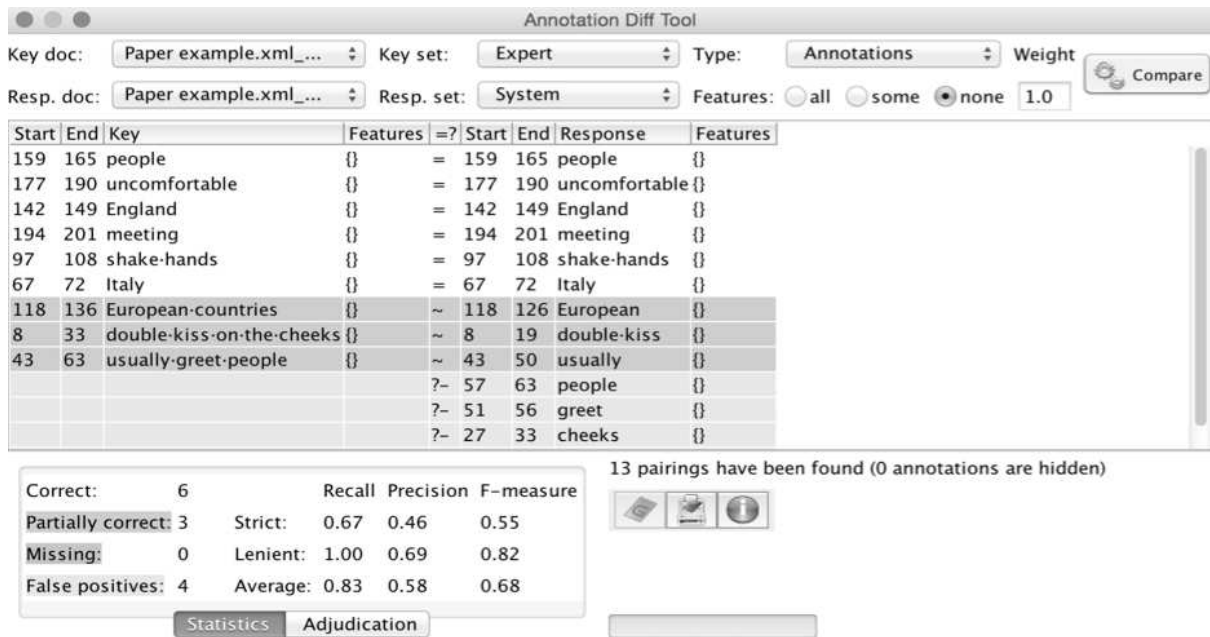 Annotation Diff Tool
Key doc: Paper example.xml_... Key set: Expert Type: Annotations Weight
Resp. doc: Paper example.xml_... Resp. set: System Features: all some none 1.0 Compare
Start End Key Features =? Start End Response Features
159 165 people {} = 159 165 people {}
177 190 uncomfortable {} = 177 190 uncomfortable {}
142 149 England {} = 142 149 England {}
194 201 meeting {} = 194 201 meeting {}
97 108 shake·hands {} = 97 108 shake·hands {}
67 72 Italy {} = 67 72 Italy {}
118 136 European·countries {} ~ 118 126 European {}
8 33 double·kiss·on·the·cheeks {} ~ 8 19 double·kiss {}
43 63 usually·greet·people {} ~ 43 50 usually {}
?- 57 63 people {}
?- 51 56 greet {}
?- 27 33 cheeks {}
13 pairings have been found (0 annotations are hidden)
Correct: 6 Recall Precision F-measure
Partially correct: 3 Strict: 0.67 0.46 0.55
Missing: 0 Lenient: 1.00 0.69 0.82
False positives: 4 Average: 0.83 0.58 0.68
Statistics Adjudication